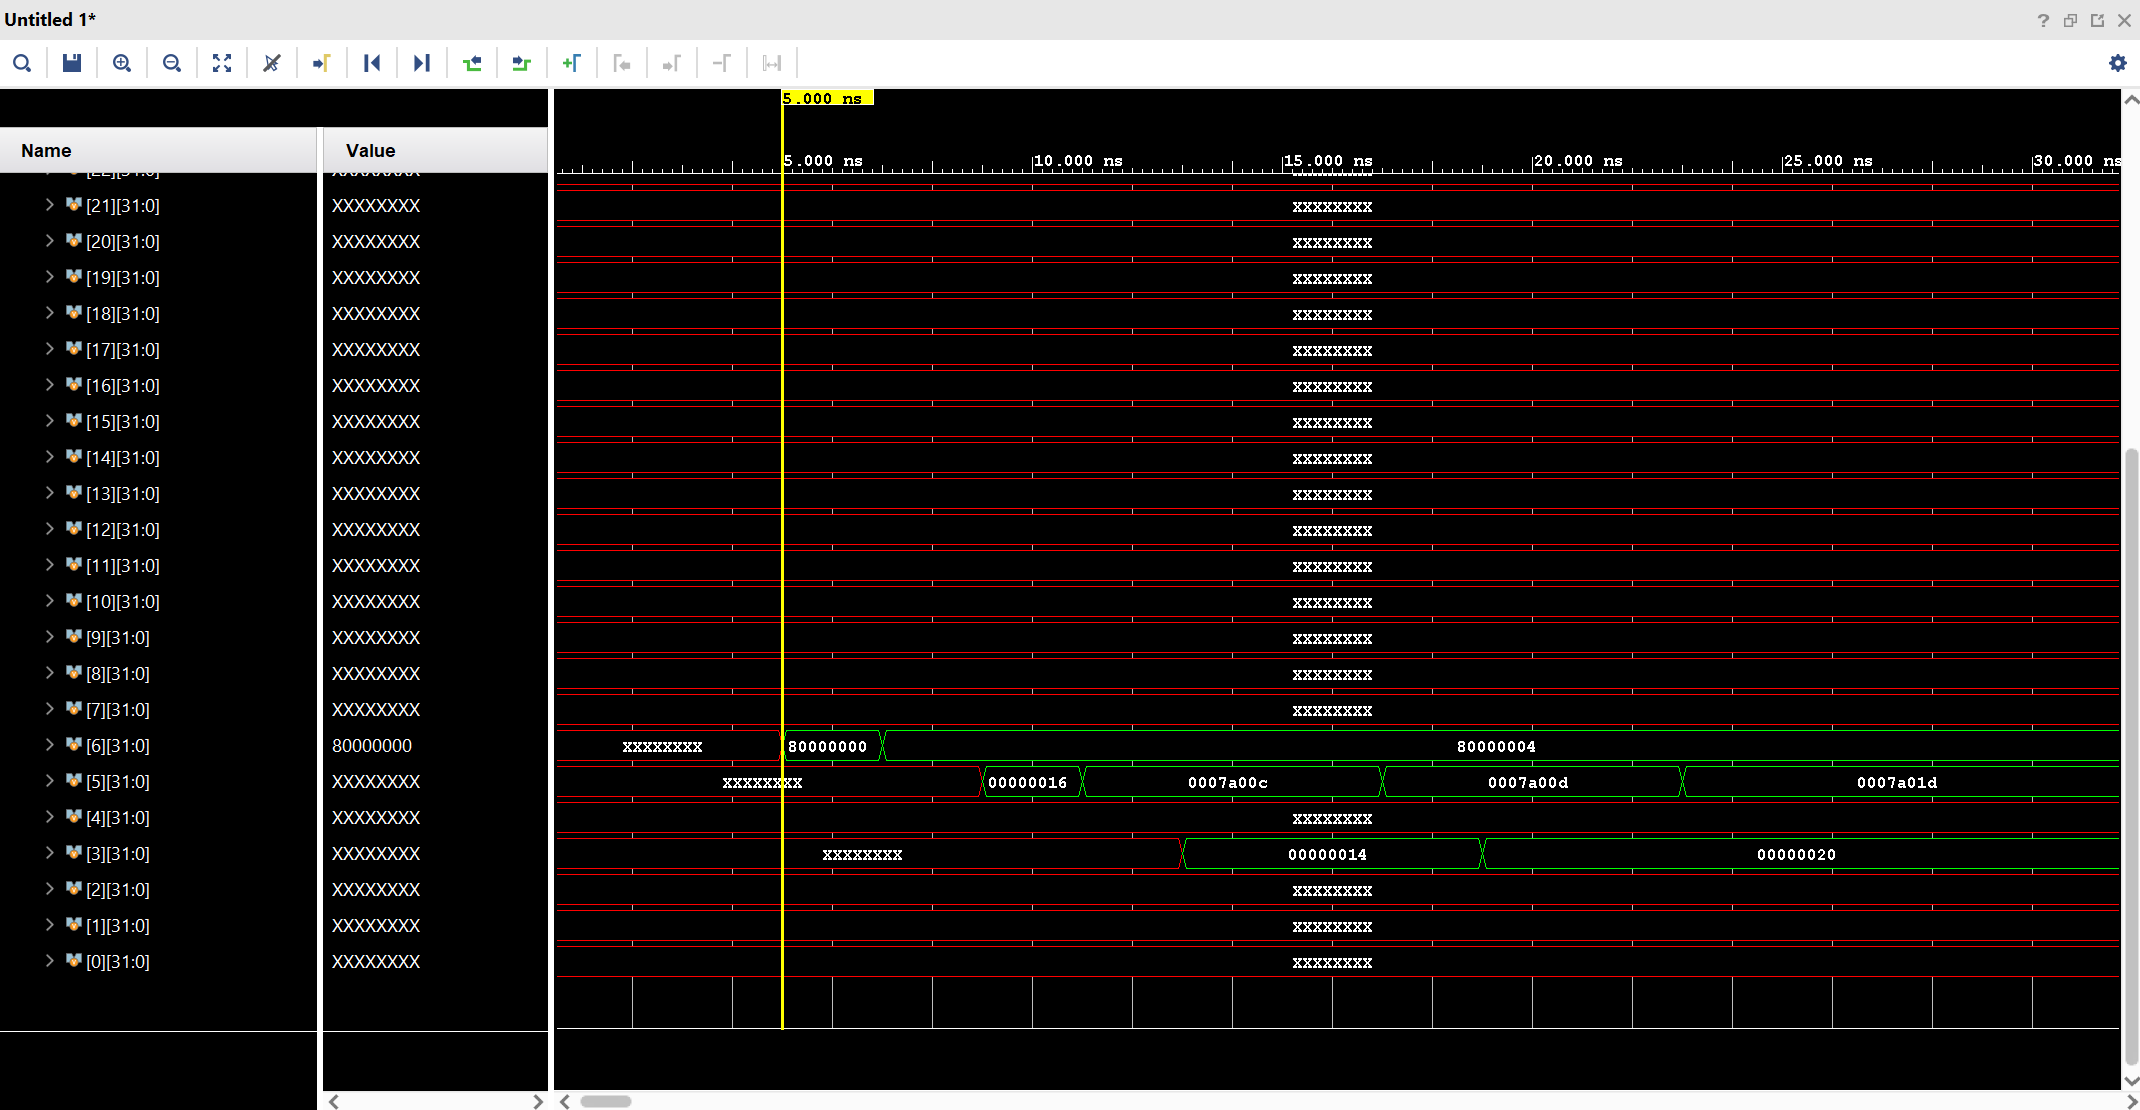 Untitled 1*
5.000 ns
Name Value
5.000 ns 10.000 ns 15.000 ns 20.000 ns 25.000 ns 30.000 ns
[21][31:0] XXXXXXXX XXXXXXXX
[20][31:0] XXXXXXXX XXXXXXXX
[19][31:0] XXXXXXXX XXXXXXXX
[18][31:0] XXXXXXXX XXXXXXXX
[17][31:0] XXXXXXXX XXXXXXXX
[16][31:0] XXXXXXXX XXXXXXXX
[15][31:0] XXXXXXXX XXXXXXXX
[14][31:0] XXXXXXXX XXXXXXXX
[13][31:0] XXXXXXXX XXXXXXXX
[12][31:0] XXXXXXXX XXXXXXXX
[11][31:0] XXXXXXXX XXXXXXXX
[10][31:0] XXXXXXXX XXXXXXXX
[9][31:0] XXXXXXXX XXXXXXXX
[8][31:0] XXXXXXXX XXXXXXXX
[7][31:0] XXXXXXXX XXXXXXXX
[6][31:0] 80000000 XXXXXXXX 80000000 80000004
[5][31:0] XXXXXXXX XXXXXXXX 00000016 0007a00c 0007a00d 0007a01d
[4][31:0] XXXXXXXX XXXXXXXX
[3][31:0] XXXXXXXX XXXXXXXX 00000014 00000020
[2][31:0] XXXXXXXX XXXXXXXX
[1][31:0] XXXXXXXX XXXXXXXX
[0][31:0] XXXXXXXX XXXXXXXX